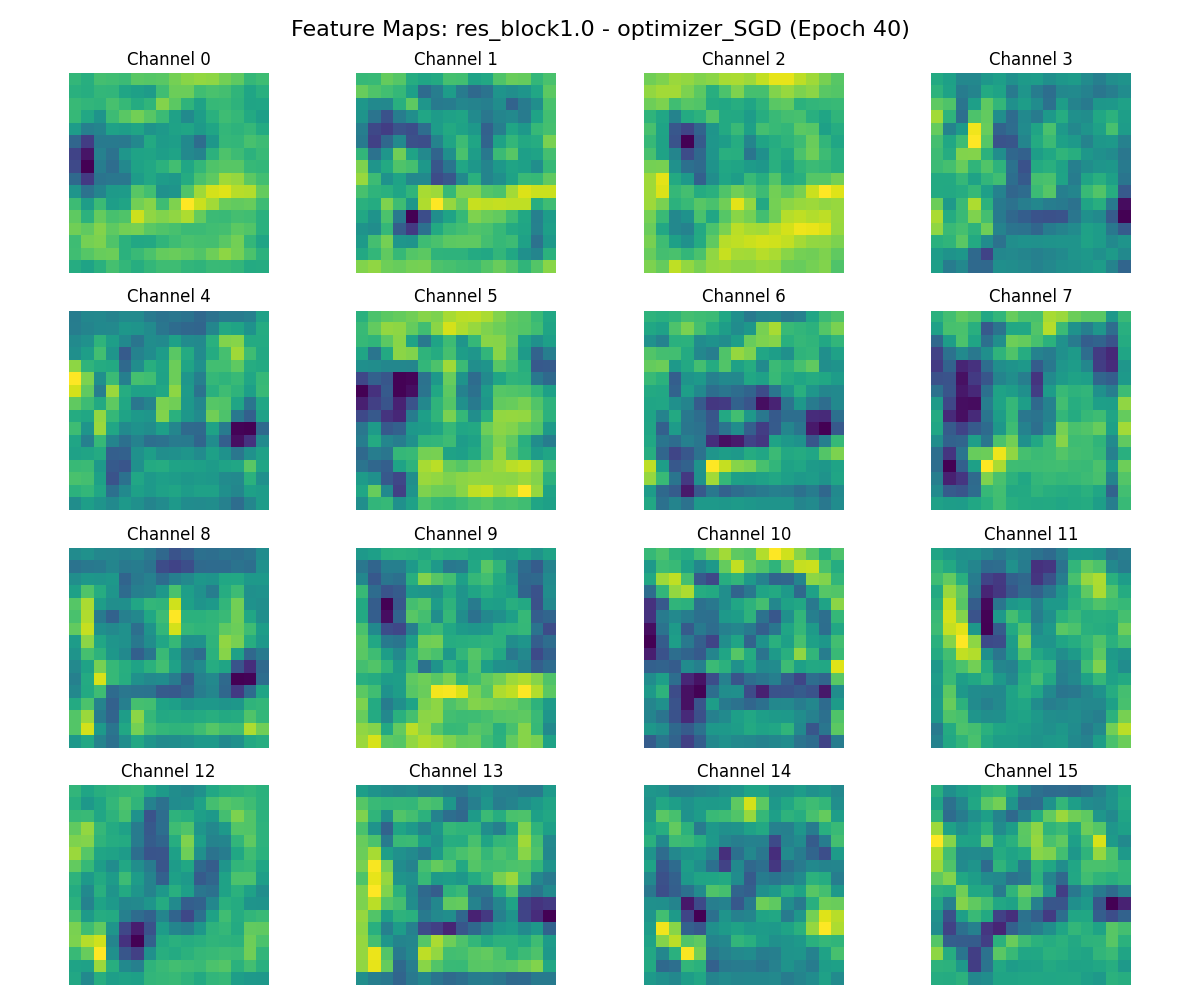 Feature Maps: res_block1.0 - optimizer_SGD (Epoch 40)
Channel 0
Channel 1
Channel 2
Channel 3
Channel 4
Channel 5
Channel 6
Channel 7
Channel 8
Channel 9
Channel 10
Channel 11
Channel 12
Channel 13
Channel 14
Channel 15